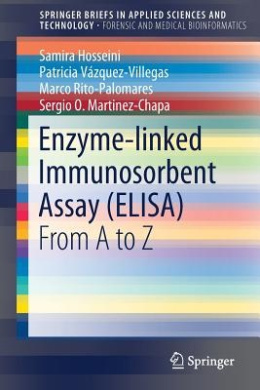 SPRINGER BRIEFS IN APPLIED SCIENCES AND
TECHNOLOGY · FORENSIC AND MEDICAL BIOINFORMATICS
Samira Hosseini
Patricia Vázquez-Villegas
Marco Rito-Palomares
Sergio O. Martinez-Chapa
Enzyme-linked
Immunosorbent
Assay (ELISA)
From A to Z
Springer